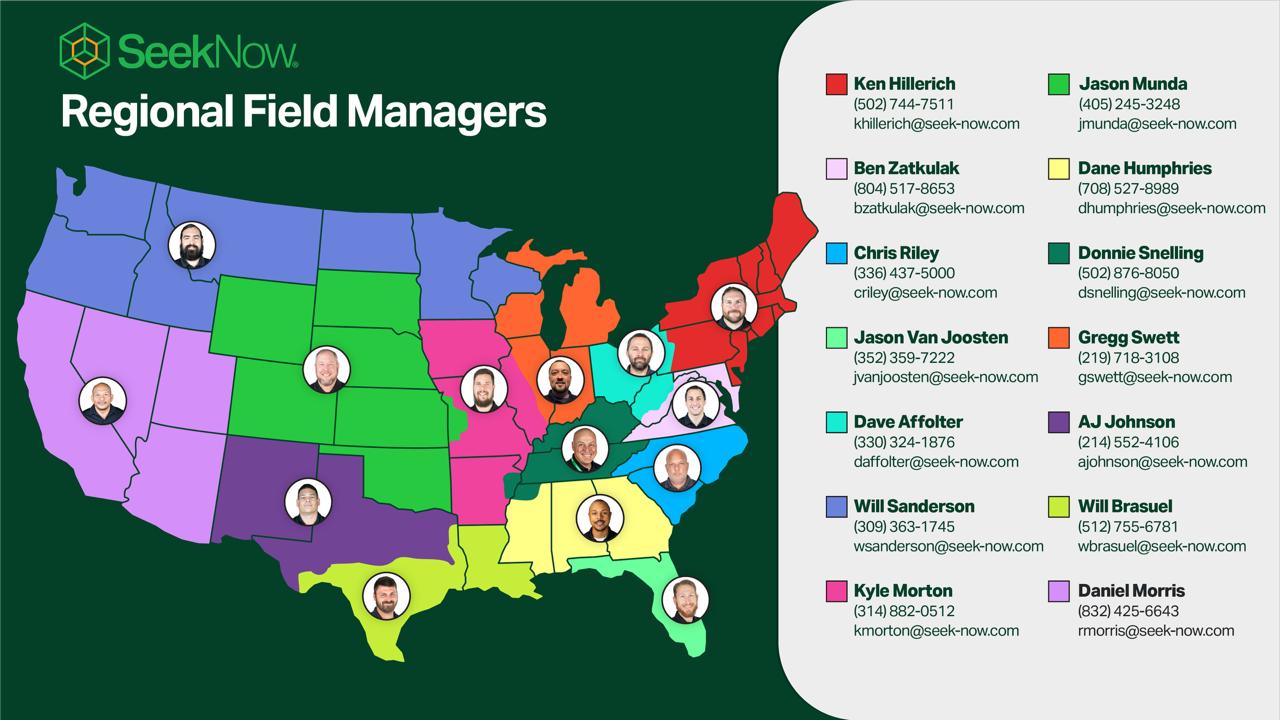 SeekNow®
Regional Field Managers
Ken Hillerich
(502) 744-7511
khillerich@seek-now.com
Ben Zatkulak
(804) 517-8653
bzatkulak@seek-now.com
Chris Riley
(336) 437-5000
criley@seek-now.com
Jason Van Joosten
(352) 359-7222
jvanjoosten@seek-now.com
Dave Affolter
(330) 324-1876
daffolter@seek-now.com
Will Sanderson
(309) 363-1745
wsanderson@seek-now.com
Kyle Morton
(314) 882-0512
kmorton@seek-now.com
Jason Munda
(405) 245-3248
jmunda@seek-now.com
Dane Humphries
(708) 527-8989
dhumphries@seek-now.com
Donnie Snelling
(502) 876-8050
dsnelling@seek-now.com
Gregg Swett
(219) 718-3108
gswett@seek-now.com
AJ Johnson
(214) 552-4106
ajohnson@seek-now.com
Will Brasuel
(512) 755-6781
wbrasuel@seek-now.com
Daniel Morris
(832) 425-6643
rmorris@seek-now.com